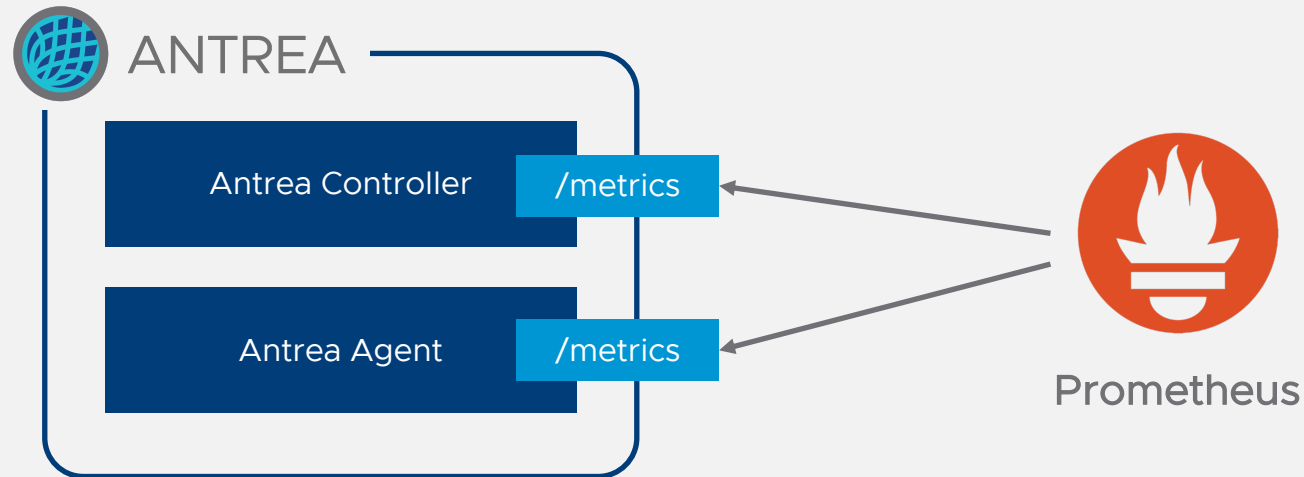 ANTREA
Antrea Controller
/metrics
Antrea Agent
/metrics
Prometheus